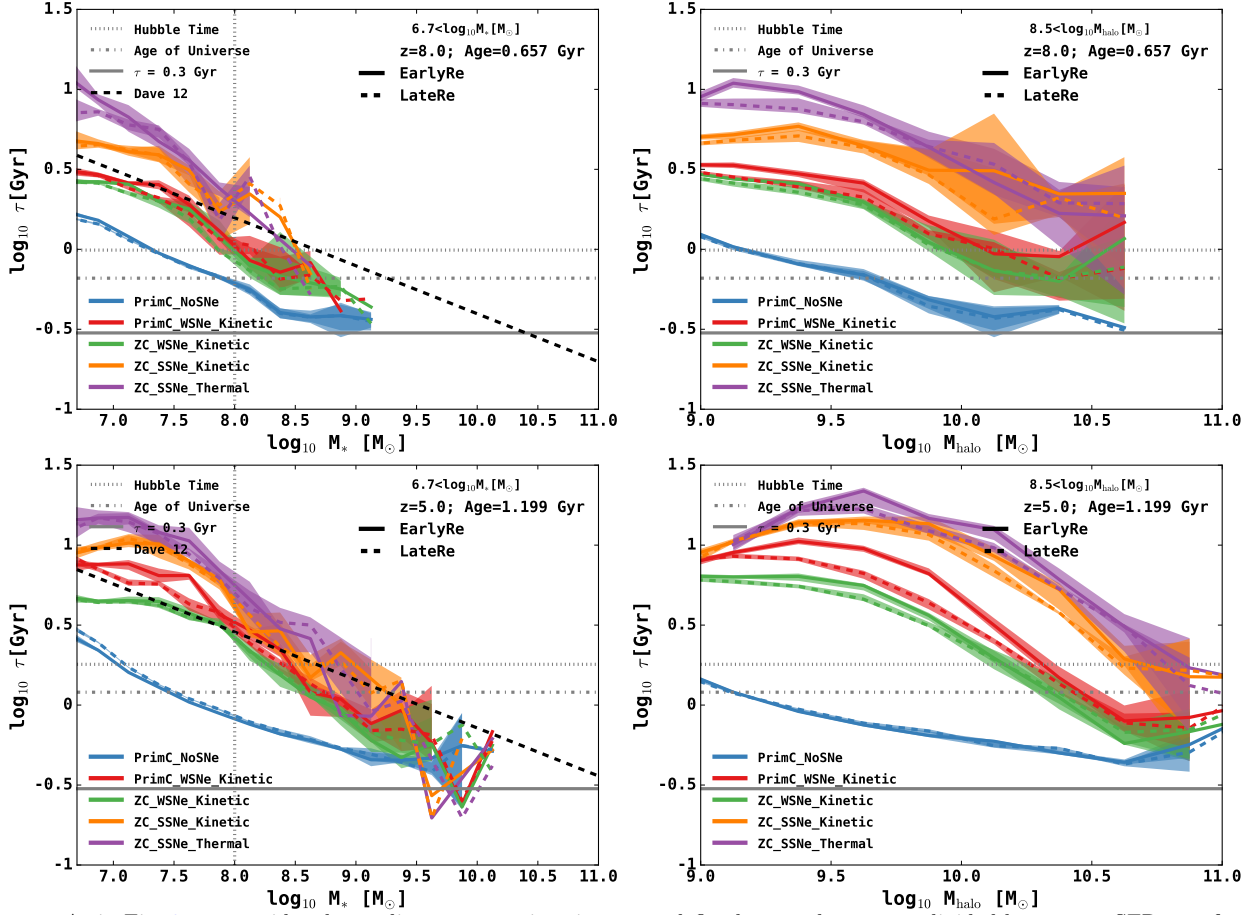 1.5
1
0.5
0
-0.5
-1
log₁₀ τ[Gyr]
Hubble Time
Age of Universe
τ = 0.3 Gyr
Dave 12
6.7<log₁₀M*[M⊙]
z=8.0; Age=0.657 Gyr
EarlyRe
LateRe
PrimC_NoSNe
PrimC_WSNe_Kinetic
ZC_WSNe_Kinetic
ZC_SSNe_Kinetic
ZC_SSNe_Thermal
7.0 7.5 8.0 8.5 9.0 9.5 10.0 10.5 11.0
log₁₀ M* [M⊙]
1.5
1
0.5
0
-0.5
-1
log₁₀ τ[Gyr]
Hubble Time
Age of Universe
τ = 0.3 Gyr
8.5<log₁₀M_halo[M⊙]
z=8.0; Age=0.657 Gyr
EarlyRe
LateRe
PrimC_NoSNe
PrimC_WSNe_Kinetic
ZC_WSNe_Kinetic
ZC_SSNe_Kinetic
ZC_SSNe_Thermal
9.0 9.5 10.0 10.5 11.0
log₁₀ M_halo [M⊙]
1.5
1
0.5
0
-0.5
-1
log₁₀ τ[Gyr]
Hubble Time
Age of Universe
τ = 0.3 Gyr
Dave 12
6.7<log₁₀M*[M⊙]
z=5.0; Age=1.199 Gyr
EarlyRe
LateRe
PrimC_NoSNe
PrimC_WSNe_Kinetic
ZC_WSNe_Kinetic
ZC_SSNe_Kinetic
ZC_SSNe_Thermal
7.0 7.5 8.0 8.5 9.0 9.5 10.0 10.5 11.0
log₁₀ M* [M⊙]
1.5
1
0.5
0
-0.5
-1
log₁₀ τ[Gyr]
Hubble Time
Age of Universe
τ = 0.3 Gyr
8.5<log₁₀M_halo[M⊙]
z=5.0; Age=1.199 Gyr
EarlyRe
LateRe
PrimC_NoSNe
PrimC_WSNe_Kinetic
ZC_WSNe_Kinetic
ZC_SSNe_Kinetic
ZC_SSNe_Thermal
9.0 9.5 10.0 10.5 11.0
log₁₀ M_halo [M⊙]